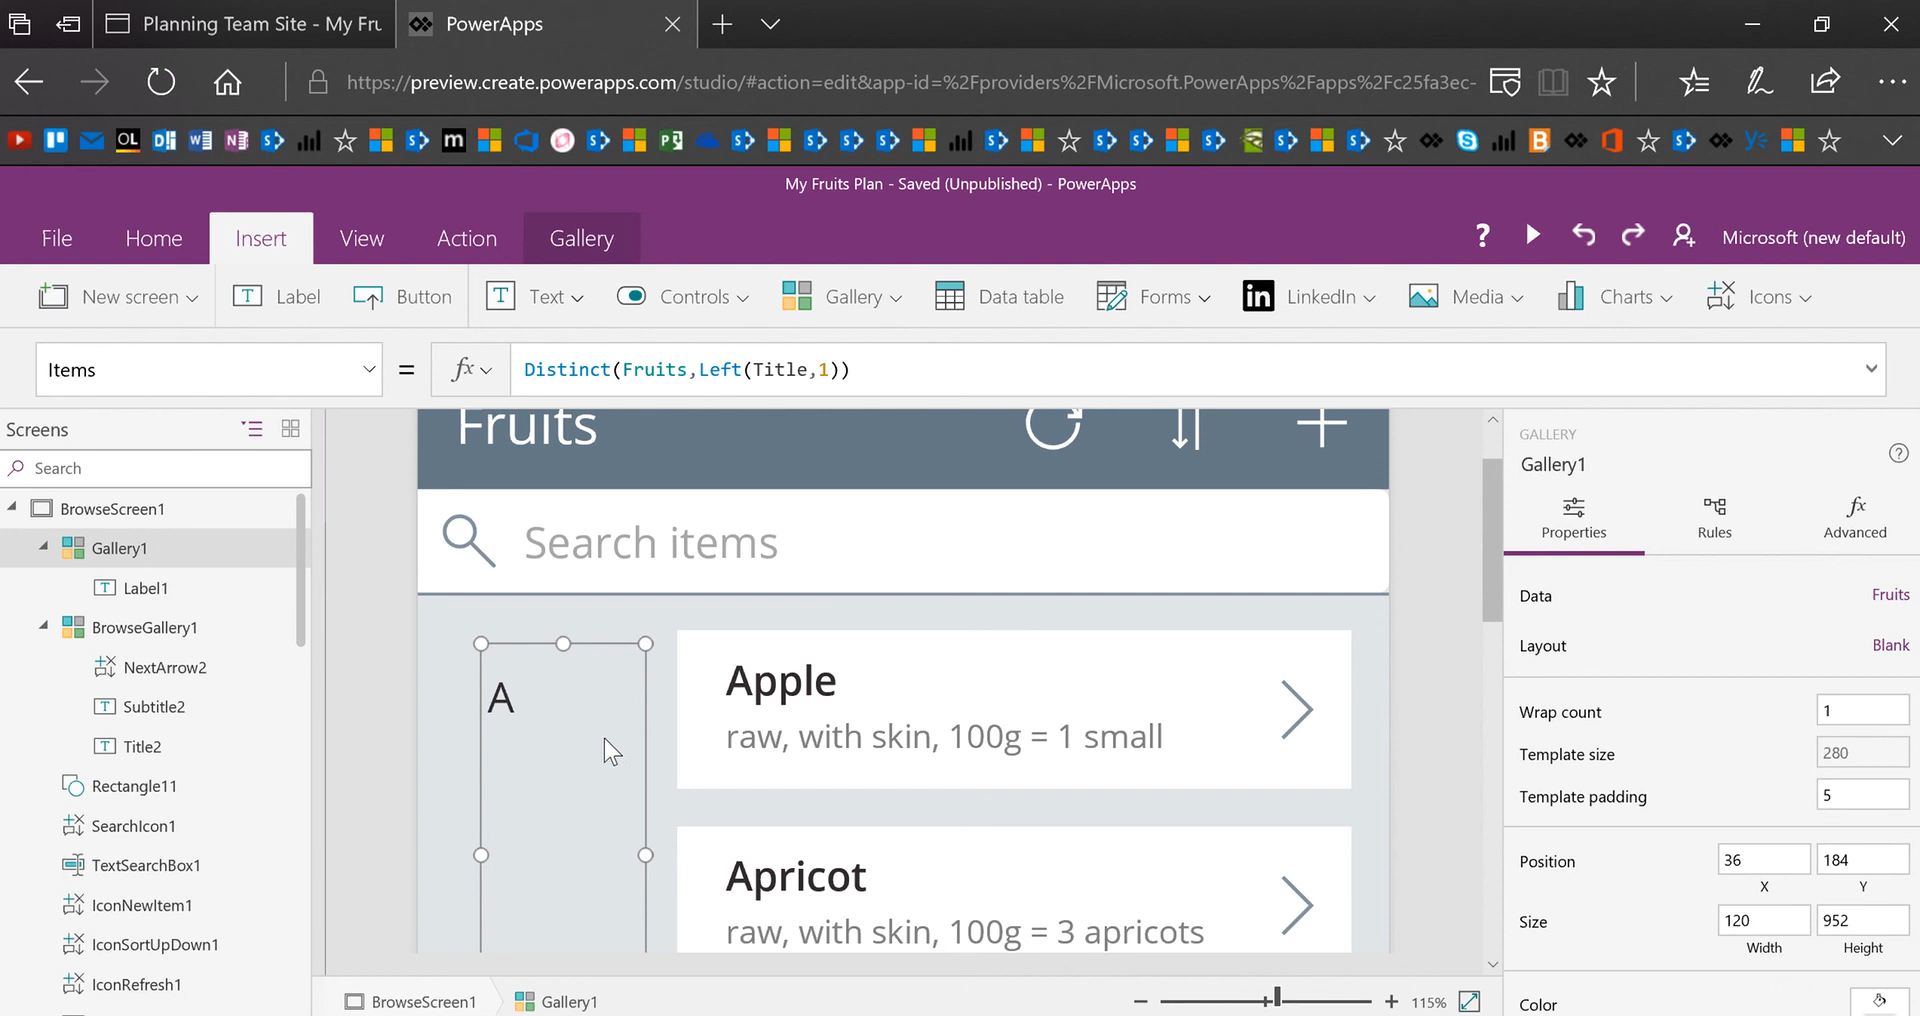 Planning Team Site - My Fru
PowerApps
https://preview.create.powerapps.com/studio/#action=edit&app-id=%2Fproviders%2FMicrosoft.PowerApps%2Fapps%2Fc25fa3ec-
OL
m
My Fruits Plan - Saved (Unpublished) - PowerApps
File
Home
Insert
View
Action
Gallery
?
Microsoft (new default)
New screen
Label
Button
Text
Controls
Gallery
Data table
Forms
in
LinkedIn
Media
Charts
Icons
Items
=
fx
Distinct(Fruits,Left(Title,1))
Screens
Search
BrowseScreen1
Gallery1
Label1
BrowseGallery1
NextArrow2
Subtitle2
Title2
Rectangle11
SearchIcon1
TextSearchBox1
IconNewItem1
IconSortUpDown1
IconRefresh1
Fruits
Search items
A
Apple
raw, with skin, 100g = 1 small
Apricot
raw, with skin, 100g = 3 apricots
BrowseScreen1
Gallery1
115%
GALLERY
Gallery1
Properties
Rules
fx
Advanced
Data
Fruits
Layout
Blank
Wrap count
1
Template size
280
Template padding
5
Position
36
184
X
Y
Size
120
952
Width
Height
Color